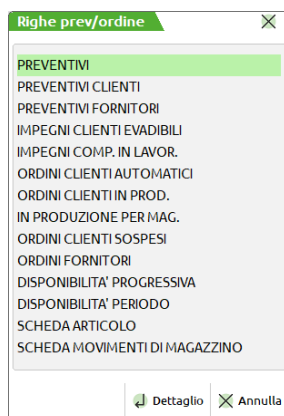 Righe prev/ordine
PREVENTIVI
PREVENTIVI CLIENTI
PREVENTIVI FORNITORI
IMPEGNI CLIENTI EVADIBILI
IMPEGNI COMP. IN LAVOR.
ORDINI CLIENTI AUTOMATICI
ORDINI CLIENTI IN PROD.
IN PRODUZIONE PER MAG.
ORDINI CLIENTI SOSPESI
ORDINI FORNITORI
DISPONIBILITA' PROGRESSIVA
DISPONIBILITA' PERIODO
SCHEDA ARTICOLO
SCHEDA MOVIMENTI DI MAGAZZINO
Dettaglio Annulla